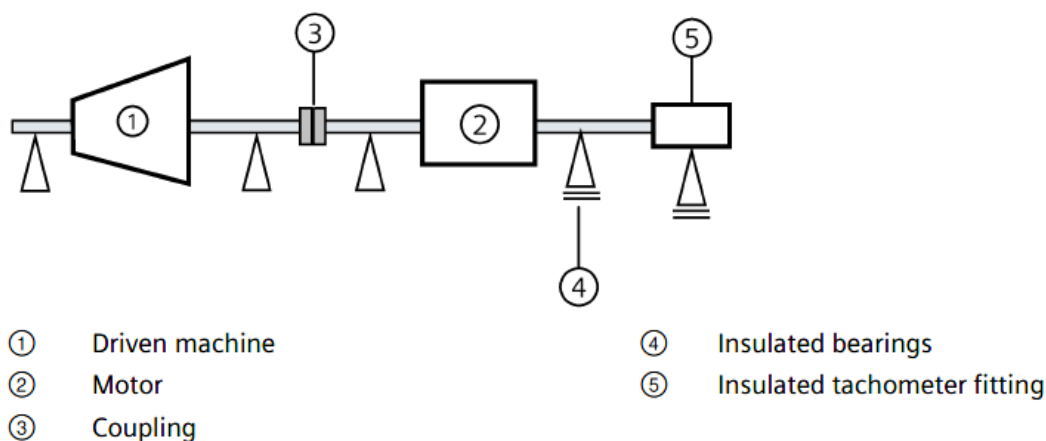 ③
⑤
①
②
④
① Driven machine
② Motor
③ Coupling
④ Insulated bearings
⑤ Insulated tachometer fitting